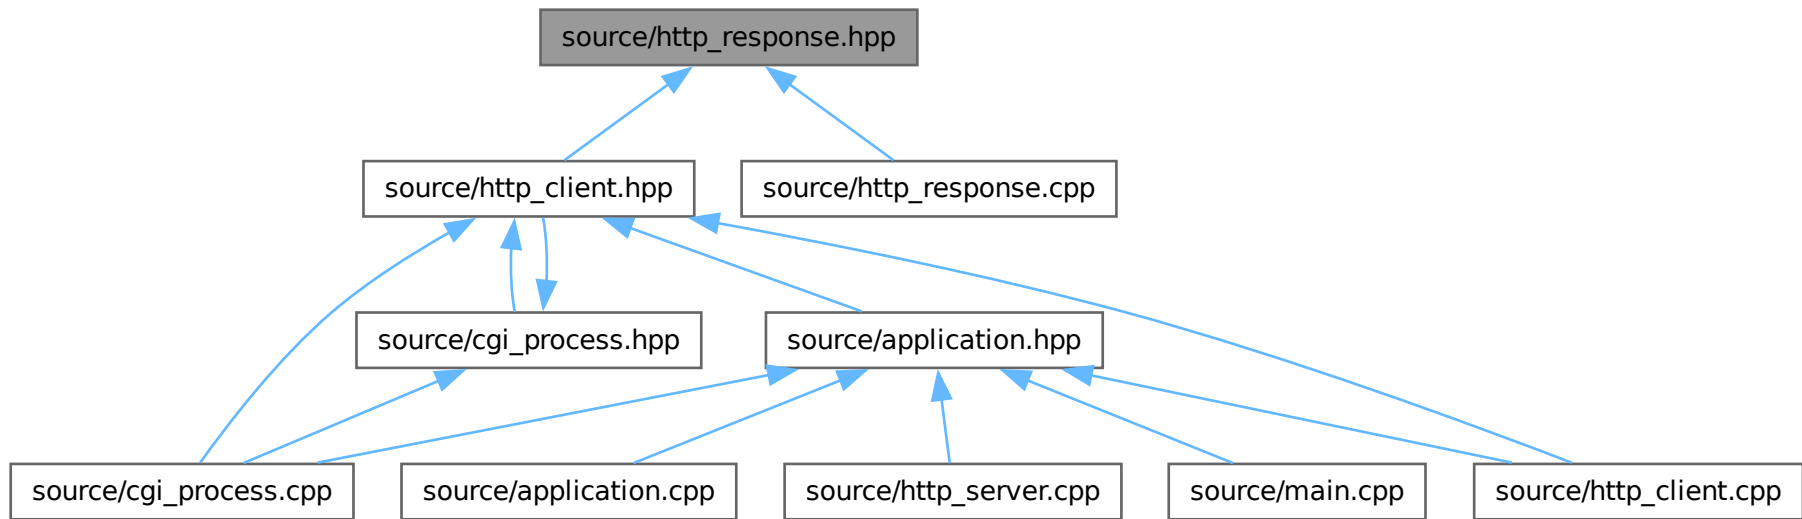 source/http_response.hpp
source/http_client.hpp
source/http_response.cpp
source/cgi_process.hpp
source/application.hpp
source/cgi_process.cpp
source/application.cpp
source/http_server.cpp
source/main.cpp
source/http_client.cpp